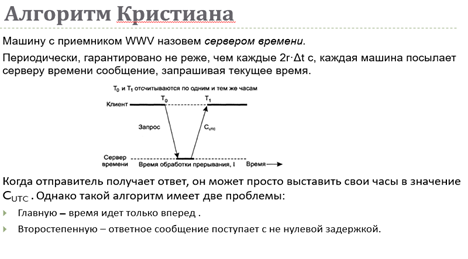 Алгоритм Кристиана
Машину с приемником WWV назовем сервером времени.
Периодически, гарантировано не реже, чем каждые 2r·Δt с, каждая машина посылает
серверу времени сообщение, запрашивая текущее время.
T₀ и T₁ отсчитываются по одним и тем же часам
T₀ T₁
Клиент
Запрос CUTC
Сервер
времени
Время обработки прерывания, I Время
Когда отправитель получает ответ, он может просто выставить свои часы в значение
CUTC . Однако такой алгоритм имеет две проблемы:
Главную – время идет только вперед .
Второстепенную – ответное сообщение поступает с не нулевой задержкой.